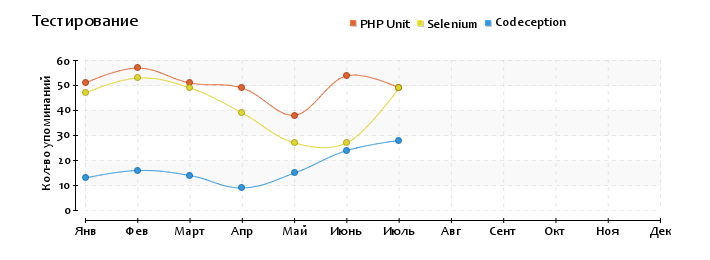 Тестирование
PHP Unit Selenium Codeception
Кол-во упоминаний
60
50
40
30
20
10
0
Янв Фев Март Апр Май Июнь Июль Авг Сент Окт Ноя Дек